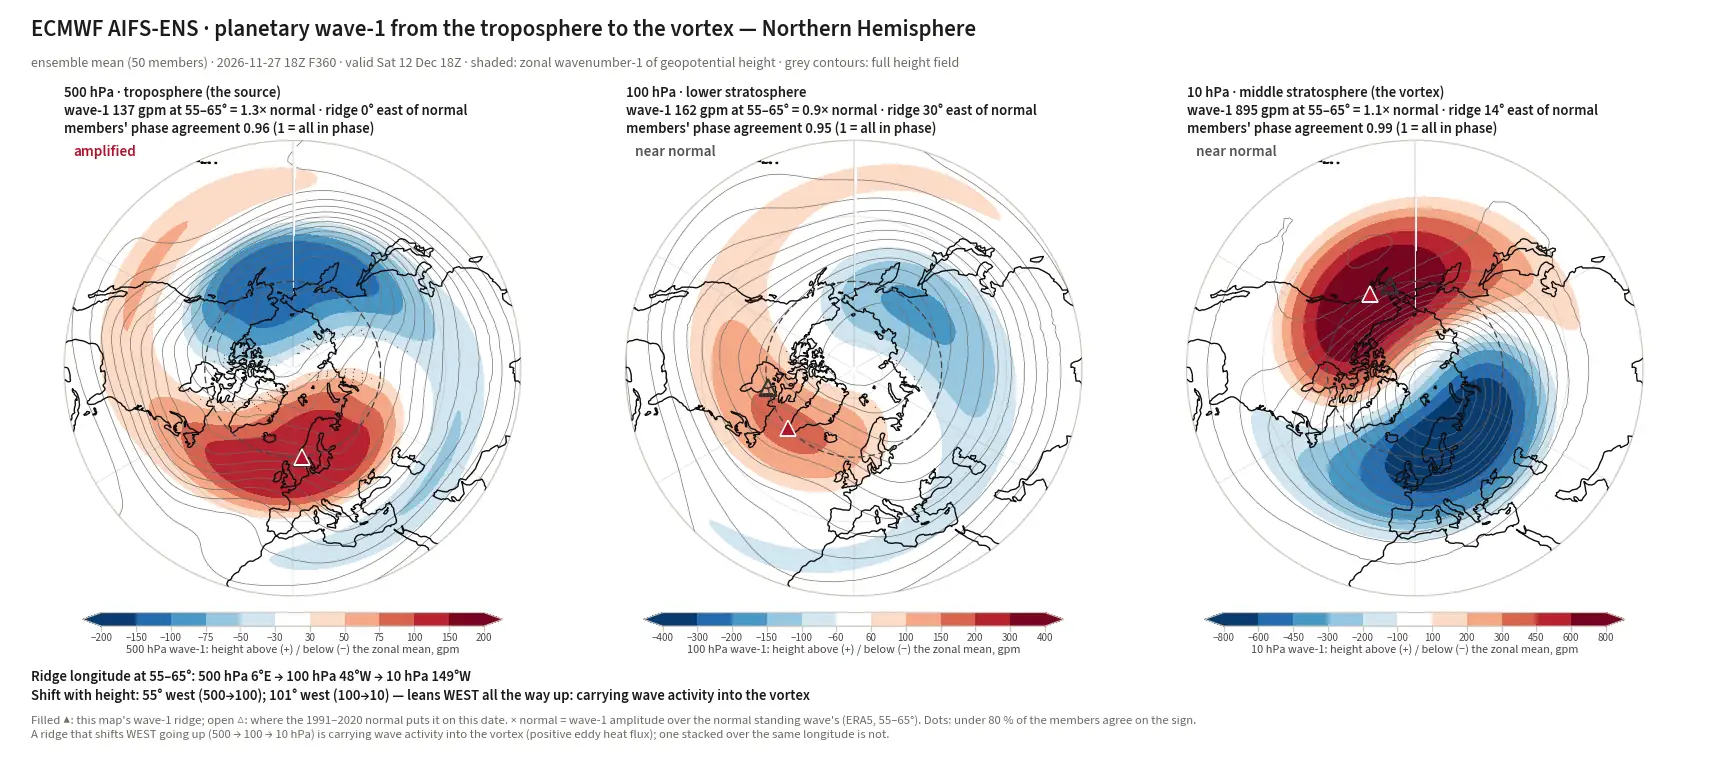 ECMWF AIFS-ENS · planetary wave-1 from the troposphere to the vortex — Northern Hemisphere
ensemble mean (50 members) · 2026-11-27 18Z F360 · valid Sat 12 Dec 18Z · shaded: zonal wavenumber-1 of geopotential height · grey contours: full height field
500 hPa · troposphere (the source)
wave-1 137 gpm at 55–65° = 1.3× normal · ridge 0° east of normal
members' phase agreement 0.96 (1 = all in phase)
amplified
100 hPa · lower stratosphere
wave-1 162 gpm at 55–65° = 0.9× normal · ridge 30° east of normal
members' phase agreement 0.95 (1 = all in phase)
near normal
10 hPa · middle stratosphere (the vortex)
wave-1 895 gpm at 55–65° = 1.1× normal · ridge 14° east of normal
members' phase agreement 0.99 (1 = all in phase)
near normal
−200 −150 −100 −75 −50 −30 30 50 75 100 150 200
500 hPa wave-1: height above (+) / below (−) the zonal mean, gpm
−400 −300 −200 −150 −100 −60 60 100 150 200 300 400
100 hPa wave-1: height above (+) / below (−) the zonal mean, gpm
−800 −600 −450 −300 −200 −100 100 200 300 450 600 800
10 hPa wave-1: height above (+) / below (−) the zonal mean, gpm
Ridge longitude at 55–65°: 500 hPa 6°E → 100 hPa 48°W → 10 hPa 149°W
Shift with height: 55° west (500→100); 101° west (100→10) — leans WEST all the way up: carrying wave activity into the vortex
Filled ▲: this map's wave-1 ridge; open △: where the 1991–2020 normal puts it on this date. × normal = wave-1 amplitude over the normal standing wave's (ERA5, 55–65°). Dots: under 80 % of the members agree on the sign.
A ridge that shifts WEST going up (500 → 100 → 10 hPa) is carrying wave activity into the vortex (positive eddy heat flux); one stacked over the same longitude is not.